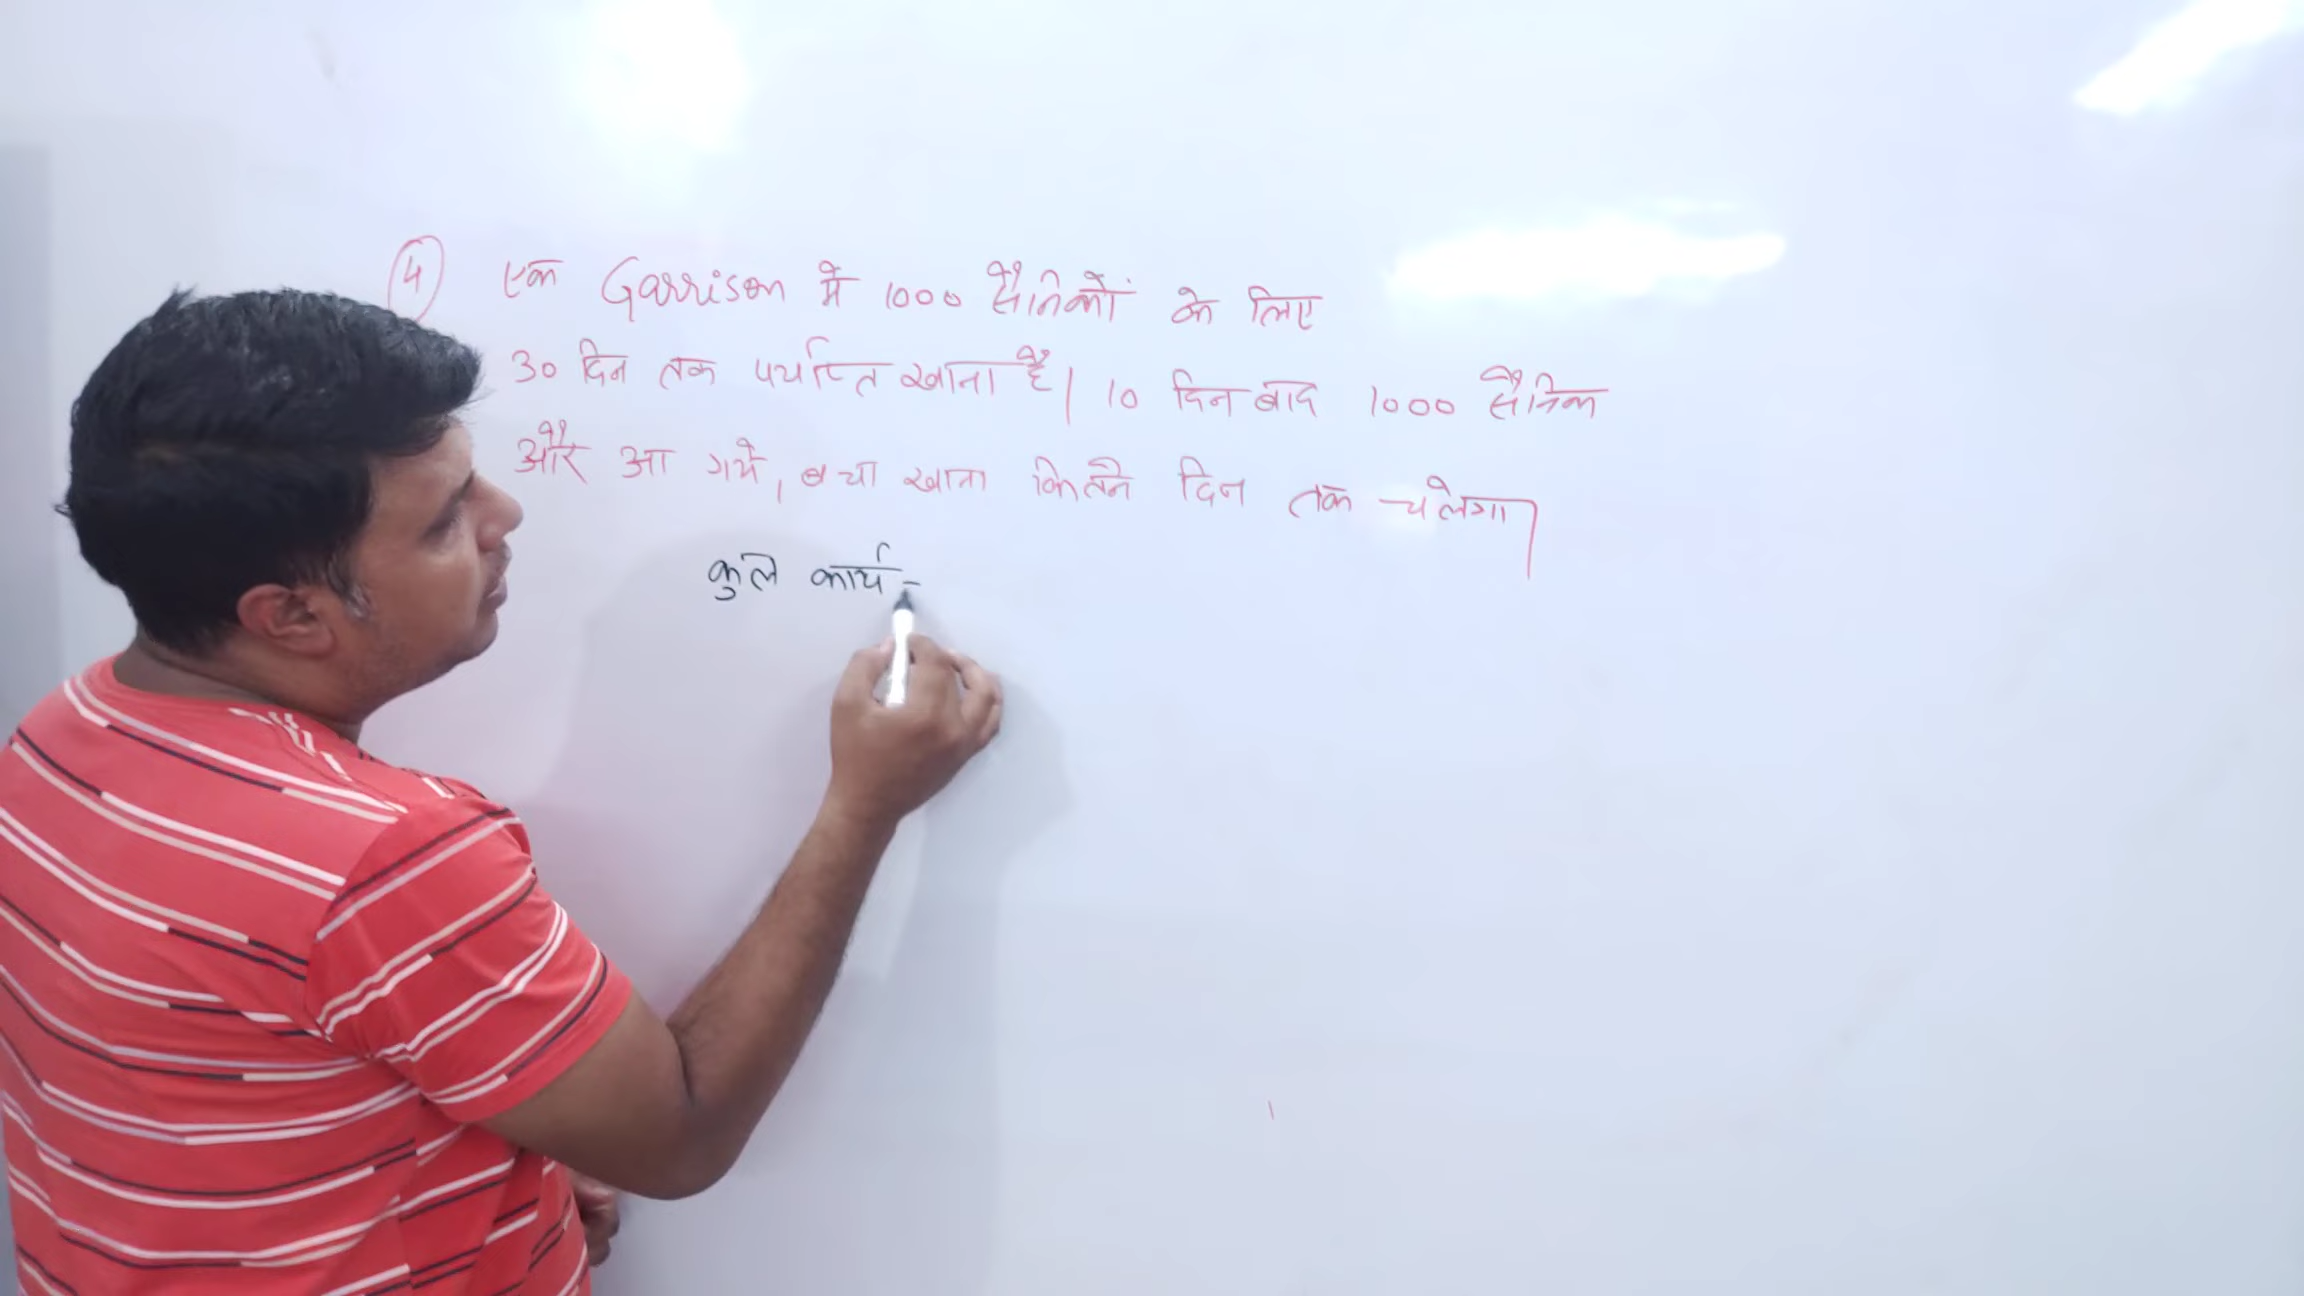 ④ एक Garrison में 1000 सैनिकों के लिए
30 दिन तक पर्याप्त खाना है| 10 दिन बाद 1000 सैनिक
और आ गये, बचा खाना कितने दिन तक चलेगा|
कुल कार्य =